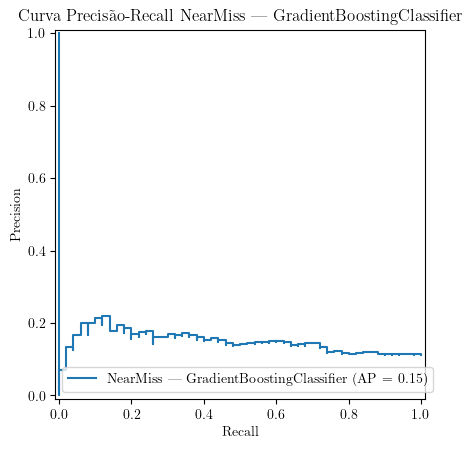 Curva Precisão-Recall NearMiss — GradientBoostingClassifier
1.0
0.8
0.6
0.4
0.2
0.0
Precision
NearMiss — GradientBoostingClassifier (AP = 0.15)
0.0 0.2 0.4 0.6 0.8 1.0
Recall